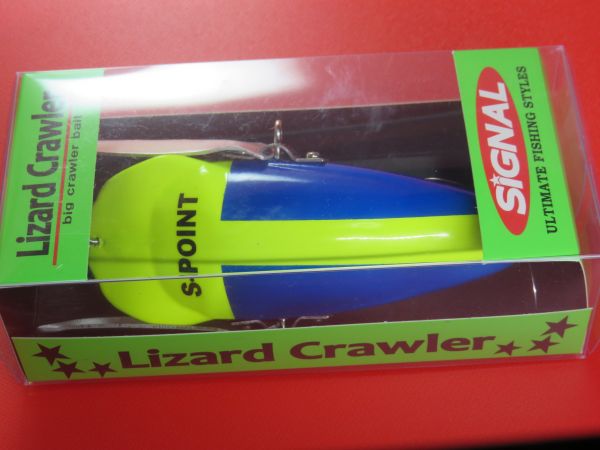 Lizard Crawler
big crawler bait
S-POINT
SiGNAL
ULTIMATE FISHING STYLES
Lizard Crawler